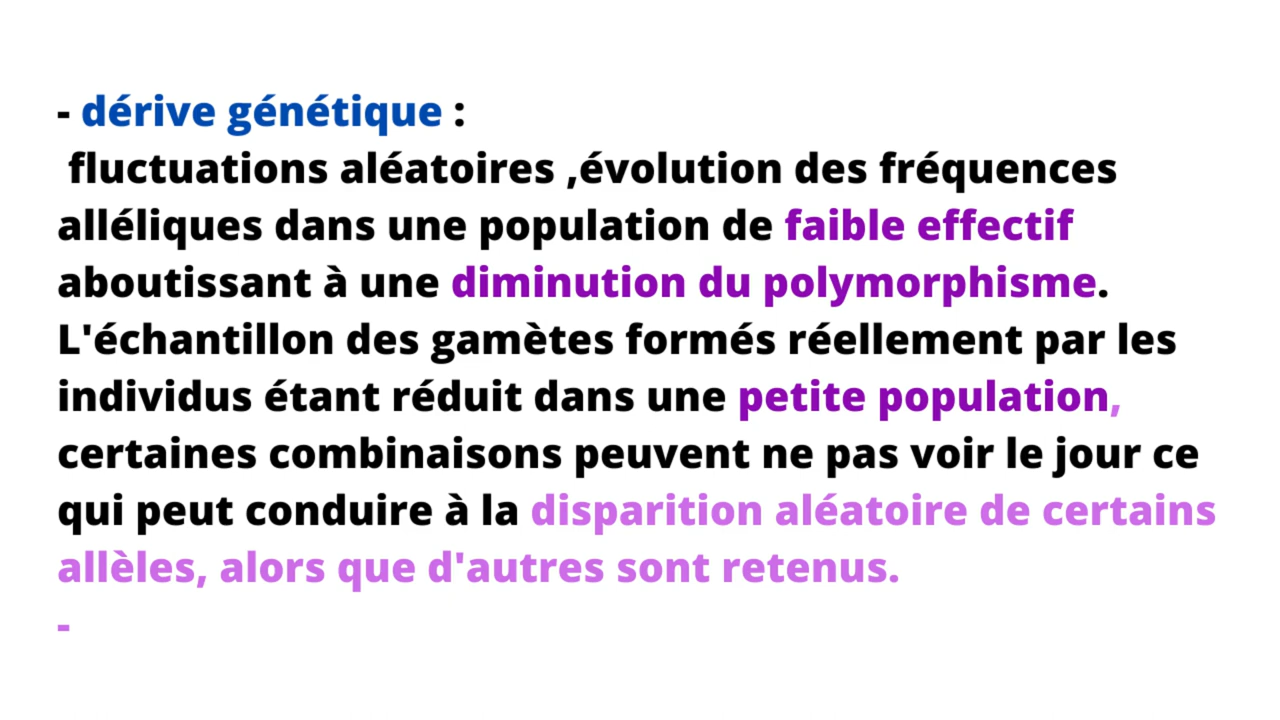 - dérive génétique :
fluctuations aléatoires ,évolution des fréquences
alléliques dans une population de faible effectif
aboutissant à une diminution du polymorphisme.
L'échantillon des gamètes formés réellement par les
individus étant réduit dans une petite population,
certaines combinaisons peuvent ne pas voir le jour ce
qui peut conduire à la disparition aléatoire de certains
allèles, alors que d'autres sont retenus.
-